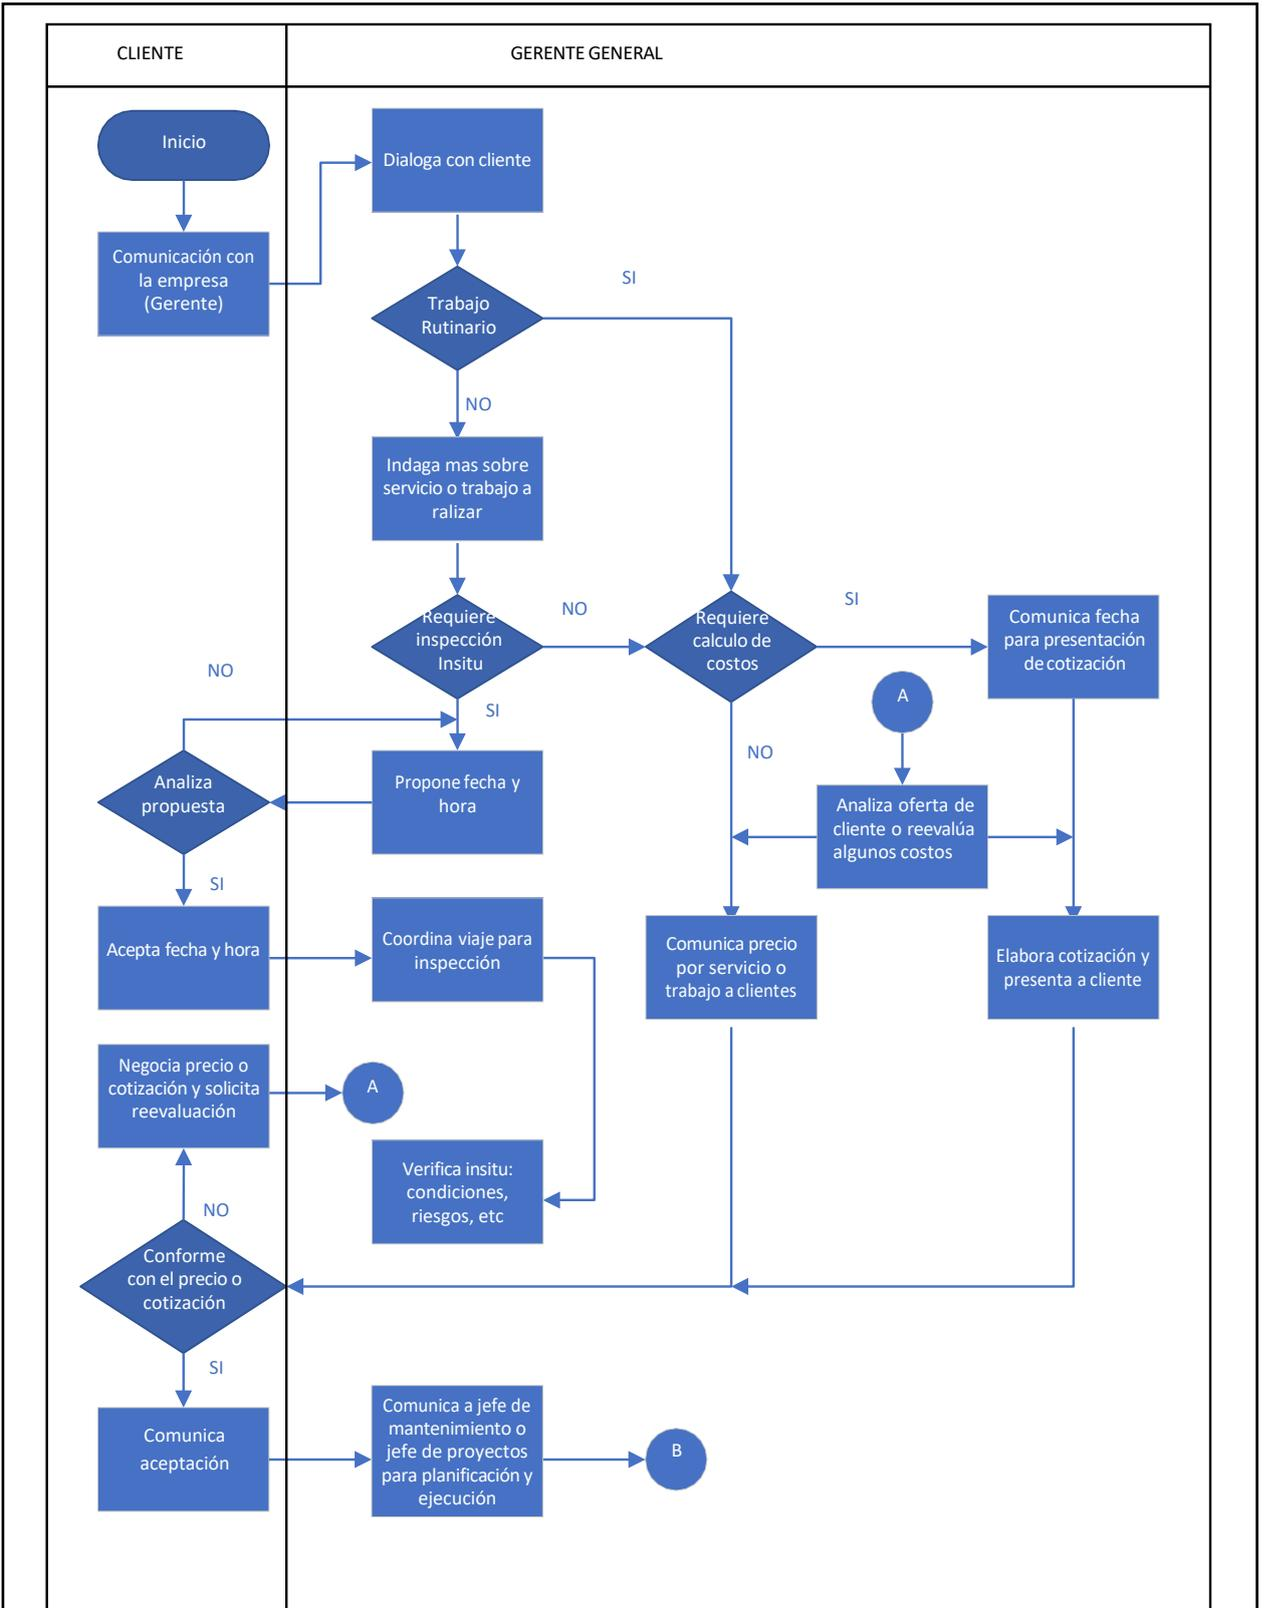 CLIENTE
GERENTE GENERAL
Inicio
Dialoga con cliente
Comunicación con
la empresa
(Gerente)
SI
Trabajo
Rutinario
NO
Indaga mas sobre
servicio o trabajo a
ralizar
Requiere
inspección
Insitu
NO
Requiere
calculo de
costos
SI
Comunica fecha
para presentación
de cotización
NO
SI
A
NO
Analiza
propuesta
Propone fecha y
hora
Analiza oferta de
cliente o reevalúa
algunos costos
SI
Acepta fecha y hora
Coordina viaje para
inspección
Comunica precio
por servicio o
trabajo a clientes
Elabora cotización y
presenta a cliente
Negocia precio o
cotización y solicita
reevaluación
A
Verifica insitu:
condiciones,
riesgos, etc
NO
Conforme
con el precio o
cotización
SI
Comunica
aceptación
Comunica a jefe de
mantenimiento o
jefe de proyectos
para planificación y
ejecución
B